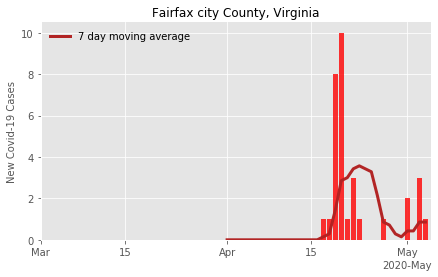 Fairfax city County, Virginia
7 day moving average
New Covid-19 Cases
10
8
6
4
2
0
Mar 15 Apr 15 May
2020-May